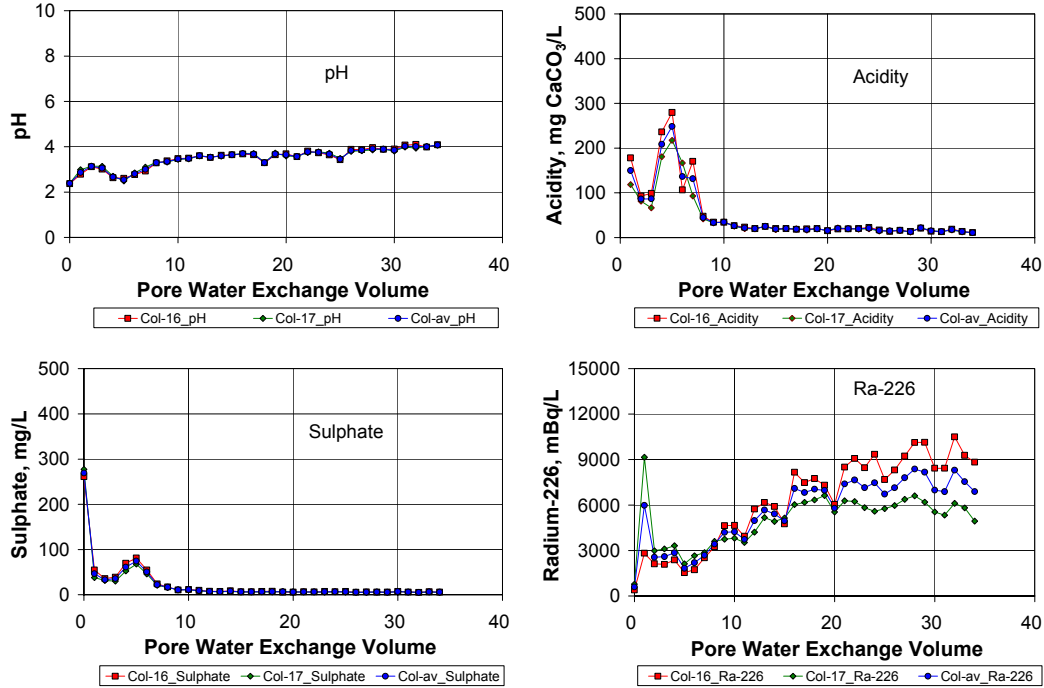 10
8
6
4
2
0
pH
pH
0
10
20
30
40
Pore Water Exchange Volume
Col-16_pH
Col-17_pH
Col-av_pH
500
400
300
200
100
0
Acidity, mg CaCO3/L
Acidity
0
10
20
30
40
Pore Water Exchange Volume
Col-16_Acidity
Col-17_Acidity
Col-av_Acidity
500
400
300
200
100
0
Sulphate, mg/L
Sulphate
0
10
20
30
40
Pore Water Exchange Volume
Col-16_Sulphate
Col-17_Sulphate
Col-av_Sulphate
15000
12000
9000
6000
3000
0
Radium-226, mBq/L
Ra-226
0
10
20
30
40
Pore Water Exchange Volume
Col-16_Ra-226
Col-17_Ra-226
Col-av_Ra-226